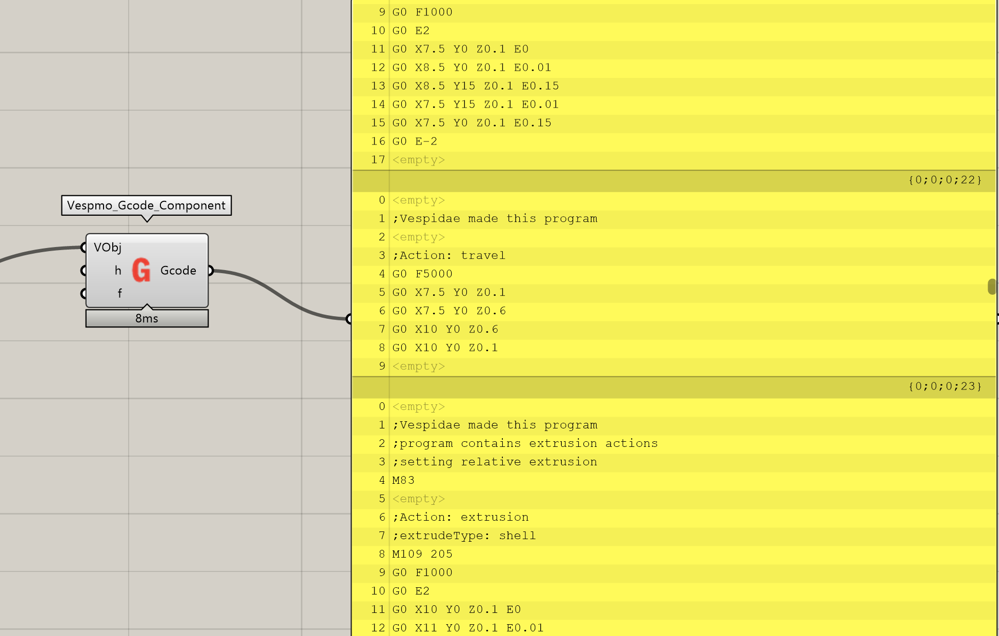 Vespmo_Gcode_Component
VObj
h
f
G
Gcode
8ms
9 G0 F1000
10 G0 E2
11 G0 X7.5 Y0 Z0.1 E0
12 G0 X8.5 Y0 Z0.1 E0.01
13 G0 X8.5 Y15 Z0.1 E0.15
14 G0 X7.5 Y15 Z0.1 E0.01
15 G0 X7.5 Y0 Z0.1 E0.15
16 G0 E-2
17 <empty>
{0;0;0;22}
0 <empty>
1 ;Vespidae made this program
2 <empty>
3 ;Action: travel
4 G0 F5000
5 G0 X7.5 Y0 Z0.1
6 G0 X7.5 Y0 Z0.6
7 G0 X10 Y0 Z0.6
8 G0 X10 Y0 Z0.1
9 <empty>
{0;0;0;23}
0 <empty>
1 ;Vespidae made this program
2 ;program contains extrusion actions
3 ;setting relative extrusion
4 M83
5 <empty>
6 ;Action: extrusion
7 ;extrudeType: shell
8 M109 205
9 G0 F1000
10 G0 E2
11 G0 X10 Y0 Z0.1 E0
12 G0 X11 Y0 Z0.1 E0.01